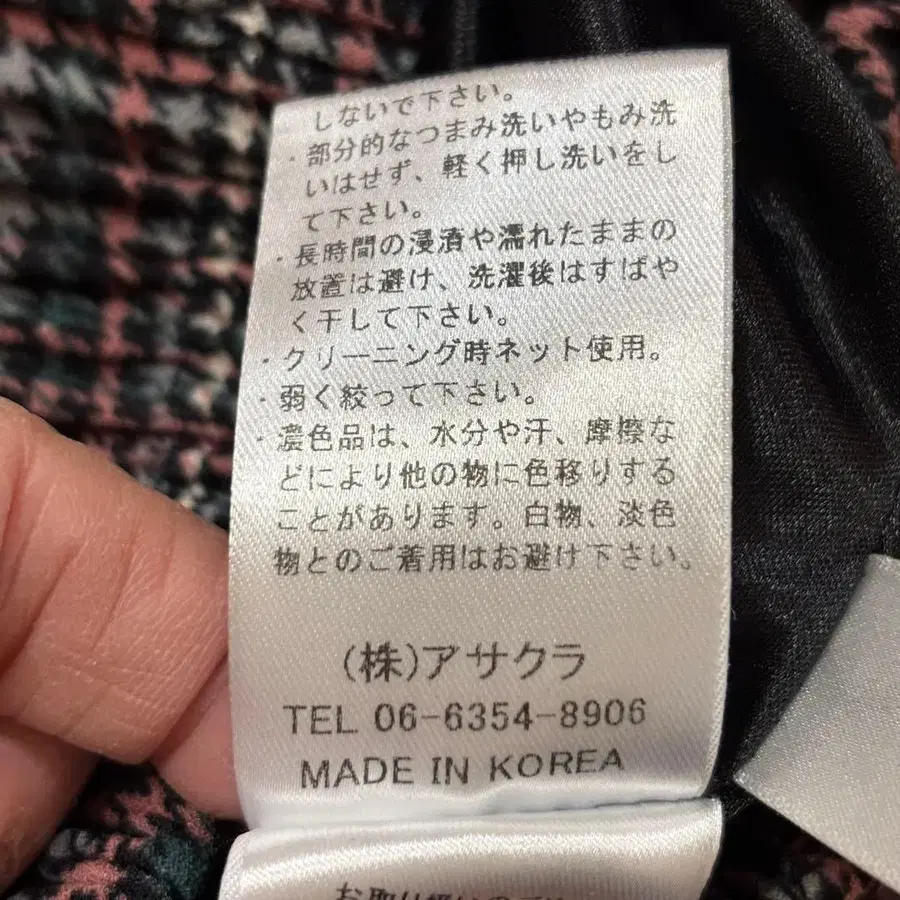 しないで下さい。
・部分的なつまみ洗いやもみ洗
いはせず、軽く押し洗いをし
て下さい。
・長時間の浸漬や濡れたままの
放置は避け、洗濯後はすばや
く干して下さい。
・クリーニング時ネット使用。
・弱く絞って下さい。
・濃色品は、水分や汗、摩擦な
どにより他の物に色移りする
ことがあります。白物、淡色
物とのご着用はお避け下さい。
(株)アサクラ
TEL 06-6354-8906
MADE IN KOREA
お取り扱いの